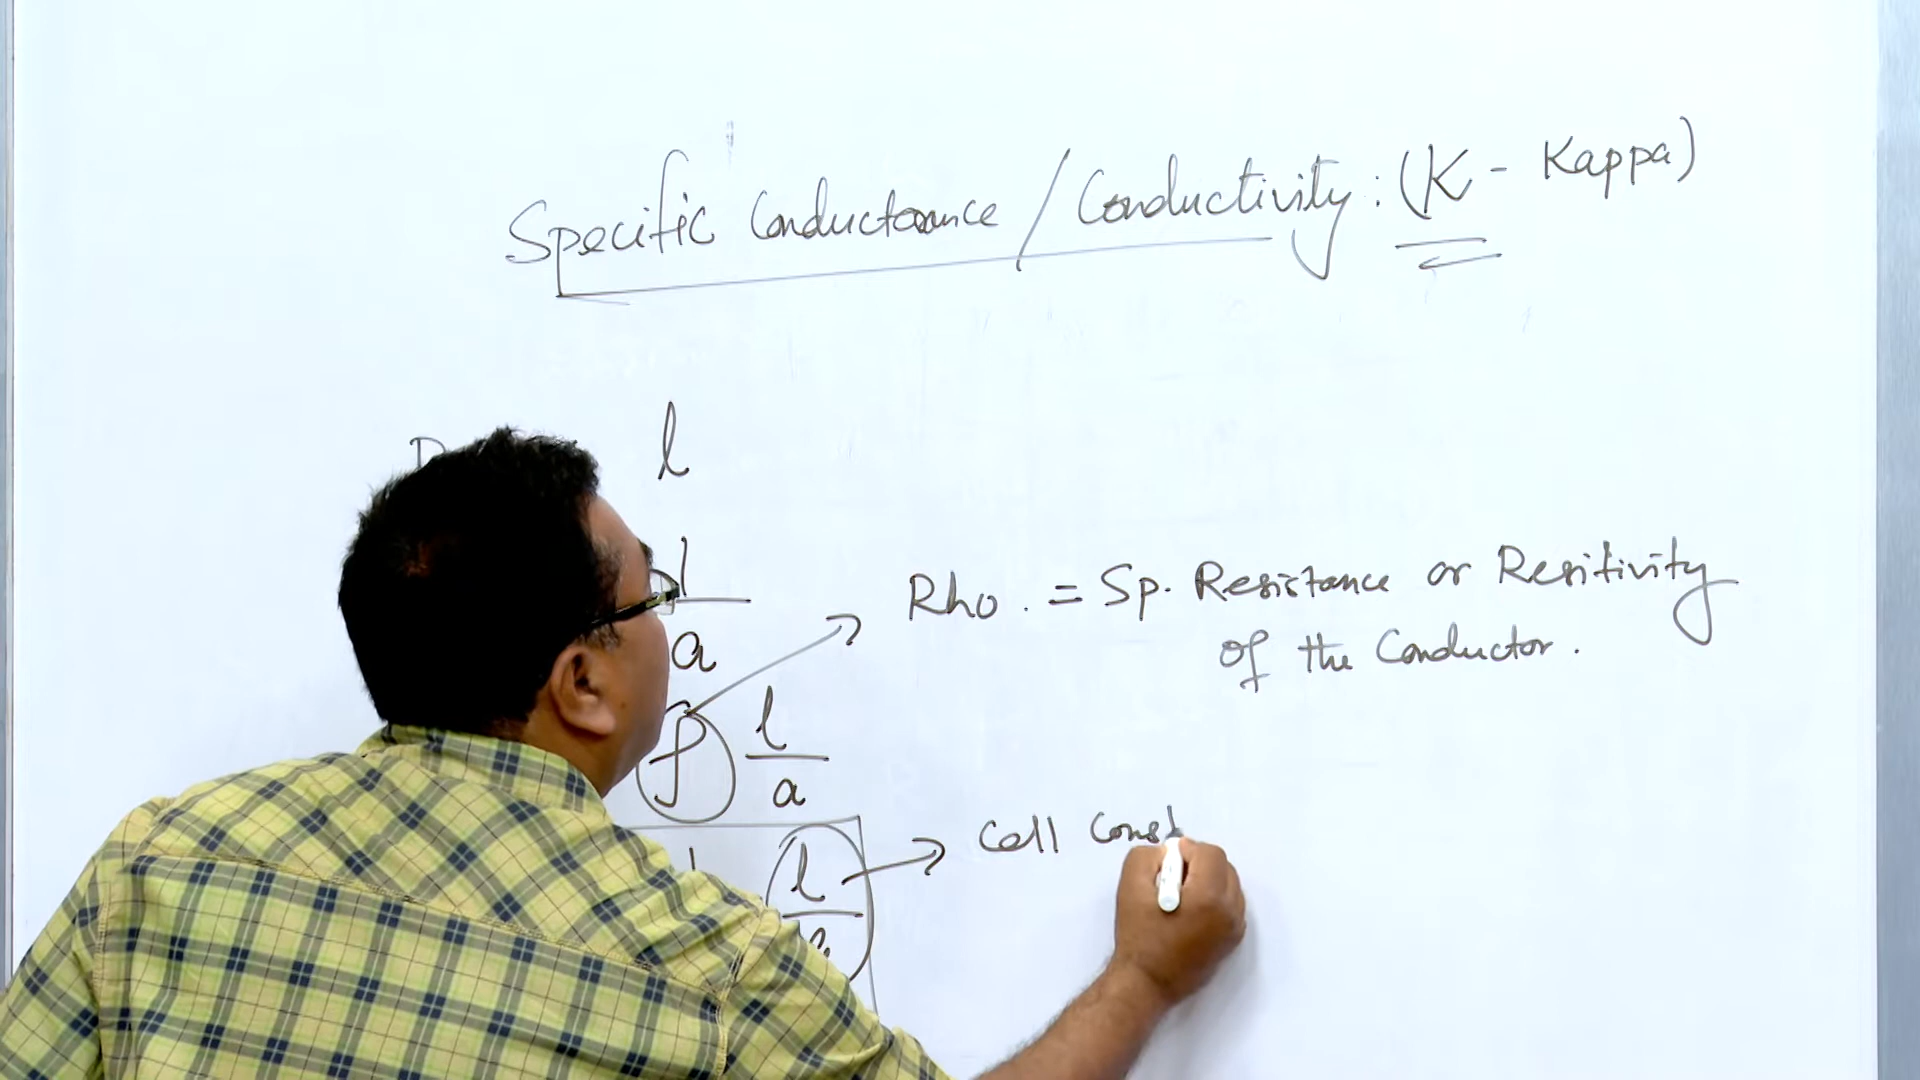 Specific Conductance / Conductivity : (K - Kappa)
l
l
a
Rho . = Sp. Resistance or Resitivity
of the Conductor .
ρ l
a
l
a
→ Cell Const